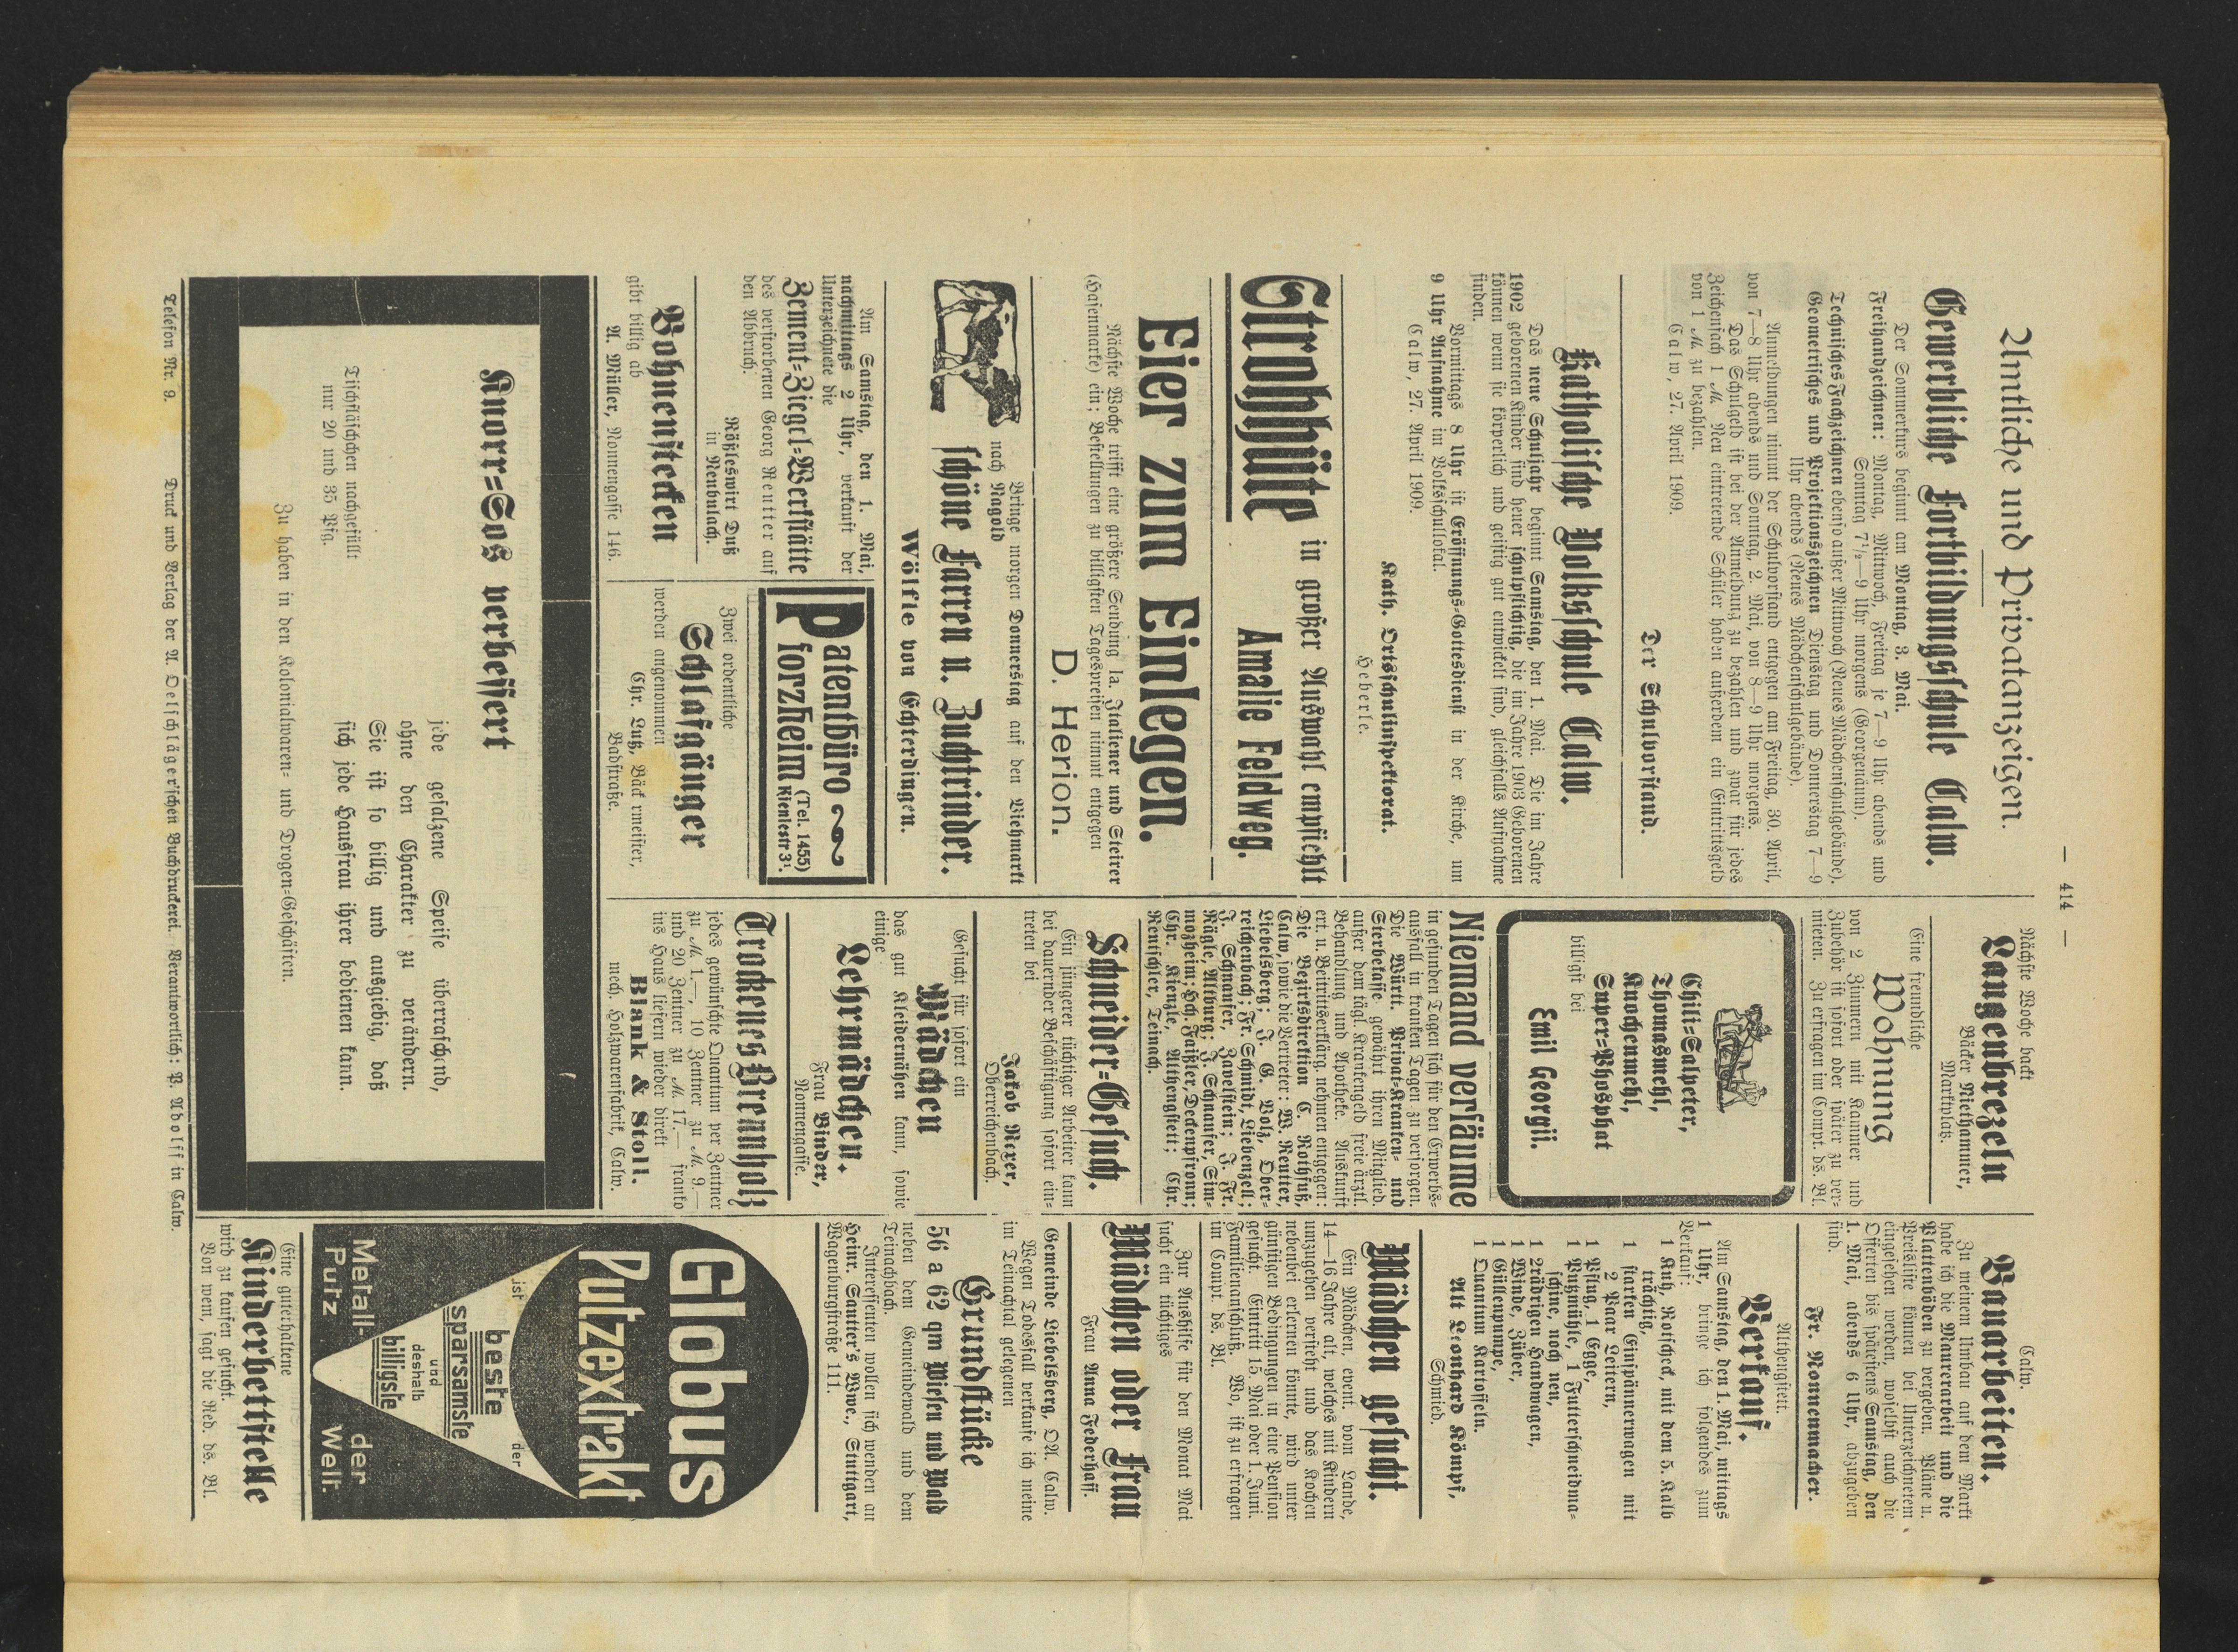 — 414 —
Amtliche und Privatanzeigen.
Gewerbliche Fortbildungsschule Calw.
Der Sommerkurs beginnt am Montag, 3. Mai.
Freihandzeichnen: Montag, Mittwoch, Freitag je 7—9 Uhr abends und
Sonntag 7½—9 Uhr morgens (Georgenäum).
Technisches Fachzeichnen ebenso außer Mittwoch (Neues Mädchenschulgebäude).
Geometrisches und Projektionszeichnen Dienstag und Donnerstag 7—9
Uhr abends (Neues Mädchenschulgebäude).
Anmeldungen nimmt der Schulvorstand entgegen am Freitag, 30. April,
von 7—8 Uhr abends und Sonntag, 2. Mai, von 8—9 Uhr morgens.
Das Schulgeld ist bei der Anmeldung zu bezahlen und zwar für jedes
Zeichenfach 1 ℳ. Neu eintretende Schüler haben außerdem ein Eintrittsgeld
von 1 ℳ. zu bezahlen.
Calw, 27. April 1909.
Der Schulvorstand.
Katholische Volksschule Calw.
Das neue Schuljahr beginnt Samstag, den 1. Mai. Die im Jahre
1902 geborenen Kinder sind heuer schulpflichtig, die im Jahre 1903 Geborenen
können wenn sie körperlich und geistig gut entwickelt sind, gleichfalls Aufnahme
finden.
Vormittags 8 Uhr ist Eröffnungs-Gottesdienst in der Kirche, um
9 Uhr Aufnahme im Volksschullokal.
Calw, 27. April 1909.
Kath. Ortsschulinspektorat.
Heberle.
Strohhüte in großer Auswahl empfiehlt
Amalie Feldweg.
Eier zum Einlegen.
Nächste Woche trifft eine größere Sendung la. Italiener und Steirer
(Hasenmarke) ein; Bestellungen zu billigsten Tagespreisen nimmt entgegen
D. Herion.
Bringe morgen Donnerstag auf den Viehmarkt
nach Nagold
schöne Farren u. Zuchtrinder.
Wölfle von Echterdingen.
Am Samstag, den 1. Mai,
nachmittags 2 Uhr, verkauft der
Unterzeichnete die
Zement-Ziegel-Werkstätte
des verstorbenen Georg Reutter auf
den Abbruch.
Rößleswirt Duß
in Neubulach.
Bohnenstecken
gibt billig ab
A. Müller, Nonnengasse 146.
Patentbüro
Pforzheim (Tel. 1455)
Kienlestr 3¹.
Zwei ordentliche
Schlafgänger
werden angenommen
Chr. Lutz, Bäckermeister,
Badstraße.
Nächste Woche backt
Laugenbrezeln
Bäcker Niethammer,
Marktplatz.
Eine freundliche
Wohnung
von 2 Zimmern mit Kammer und
Zubehör ist sofort oder später zu ver-
mieten. Zu erfragen im Compt. ds. Bl.
Chili-Salpeter,
Thomasmehl,
Knochenmehl,
Super-Phosphat
billigst bei
Emil Georgii.
Niemand versäume
in gesunden Tagen sich für den Erwerbs-
ausfall in kranken Tagen zu versorgen.
Die Württ. Privat-Kranken- und
Sterbekasse gewährt ihren Mitglied.
außer dem tägl. Krankengeld freie ärztl.
Behandlung und Apotheke. Auskunft
ert. u. Beitrittserklärg. nehmen entgegen:
Die Bezirksdirektion C. Rothfuß,
Calw, sowie die Vertreter: W. Reutter,
Liebelsberg; J. G. Volz, Ober-
reichenbach; Fr. Schmidt, Liebenzell;
J. Schnaufer, Zavelstein; J. Fr.
Rägle, Altburg; J. Schnaufer, Sim-
mozheim; Hch. Faißler, Deckenpfronn;
Chr. Kienzle, Althengstett; Chr.
Rentschler, Teinach.
Schneider-Gesuch.
Ein jüngerer tüchtiger Arbeiter kann
bei dauernder Beschäftigung sofort ein-
treten bei
Jakob Rexer,
Oberreichenbach.
Gesucht für sofort ein
Mädchen
das gut Kleidernähen kann, sowie
einige
Lehrmädchen.
Frau Binder,
Nonnengasse.
Trockenes Brennholz
jedes gewünschte Quantum per Zentner
zu ℳ. 1.—, 10 Zentner zu ℳ. 9.—
und 20 Zentner zu ℳ. 17.— franko
ins Haus liefern wieder direkt
Blank & Stoll,
mech. Holzwarenfabrik, Calw.
Calw.
Bauarbeiten.
Zu meinem Umbau auf dem Markt
habe ich die Maurerarbeit und die
Plattenböden zu vergeben. Pläne u.
Preisliste können bei Unterzeichnetem
eingesehen werden, woselbst auch die
Offerten bis spätestens Samstag, den
1. Mai, abends 6 Uhr, abzugeben
sind.
Fr. Nonnenmacher.
Althengstett.
Verkauf.
Am Samstag, den 1. Mai, mittags
1 Uhr, bringe ich folgendes zum
Verkauf:
1 Kuh, Rotscheck, mit dem 5. Kalb
trächtig,
1 starken Einspännerwagen mit
2 Paar Leitern,
1 Pflug, 1 Egge,
1 Putzmühle, 1 Futterschneidma-
schine, noch neu,
1 2rädrigen Handwagen,
1 Winde, Züber,
1 Güllenpumpe,
1 Quantum Kartoffeln.
Alt Leonhard Kömpf,
Schmied.
Mädchen gesucht.
Ein Mädchen, event. vom Lande,
14—16 Jahre alt, welches mit Kindern
umzugehen versteht und das Kochen
nebenbei erlernen könnte, wird unter
günstigen Bedingungen in eine Pension
gesucht. Eintritt 15. Mai oder 1. Juni.
Familienanschluß. Wo, ist zu erfragen
im Compt. ds. Bl.
Zur Aushilfe für den Monat Mai
sucht ein tüchtiges
Mädchen oder Frau
Frau Anna Federhaff.
Gemeinde Liebelsberg, OA. Calw.
Wegen Todesfall verkaufe ich meine
im Teinachtal gelegenen
Grundstücke
56 a 62 qm Wiesen und Wald
neben dem Gemeindewald und dem
Teinachbach.
Interessenten wollen sich wenden an
Heinr. Sautter's Wwe., Stuttgart,
Wagenburgstraße 111.
Globus
Putzextrakt
ist der
beste
sparsamste
und
deshalb
billigste
Metall- der
Putz Welt.
Eine guterhaltene
Kinderbettstelle
wird zu kaufen gesucht.
Von wem, sagt die Red. ds. Bl.
Knorr-Sos verbessert
jede gesalzene Speise überraschend,
ohne den Charakter zu verändern.
Sie ist so billig und ausgiebig, daß
sich jede Hausfrau ihrer bedienen kann.
Tischfläschchen nachgefüllt
nur 20 und 35 Pfg.
Zu haben in den Kolonialwaren- und Drogen-Geschäften.
Telefon Nr. 9. Druck und Verlag der A. Oelschläger'schen Buchdruckerei. Verantwortlich: P. Adolff in Calw.